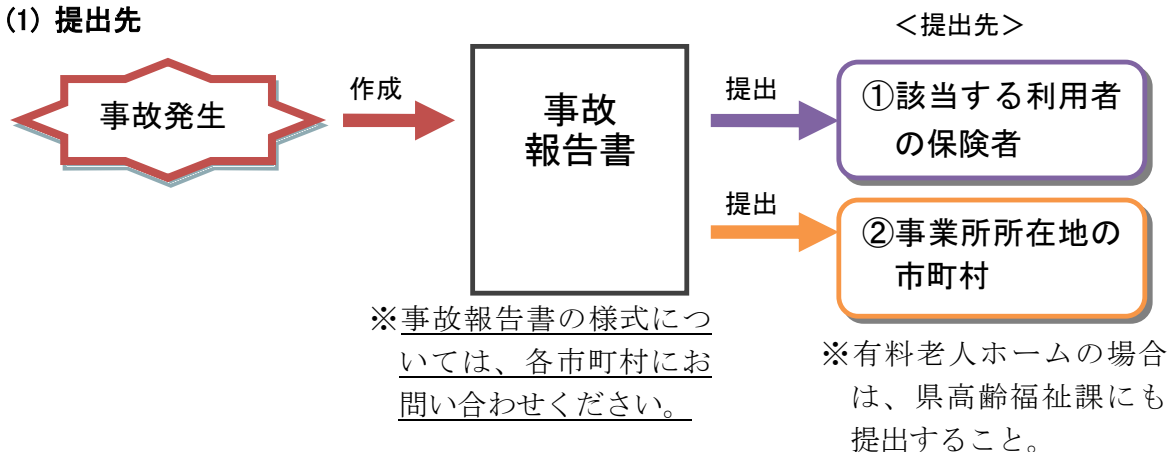 (1) 提出先
＜提出先＞
事故発生
作成
事故
報告書
提出
①該当する利用者
の保険者
提出
②事業所所在地の
市町村
※事故報告書の様式につ
いては、各市町村にお
問い合わせください。
※有料老人ホームの場合
は、県高齢福祉課にも
提出すること。